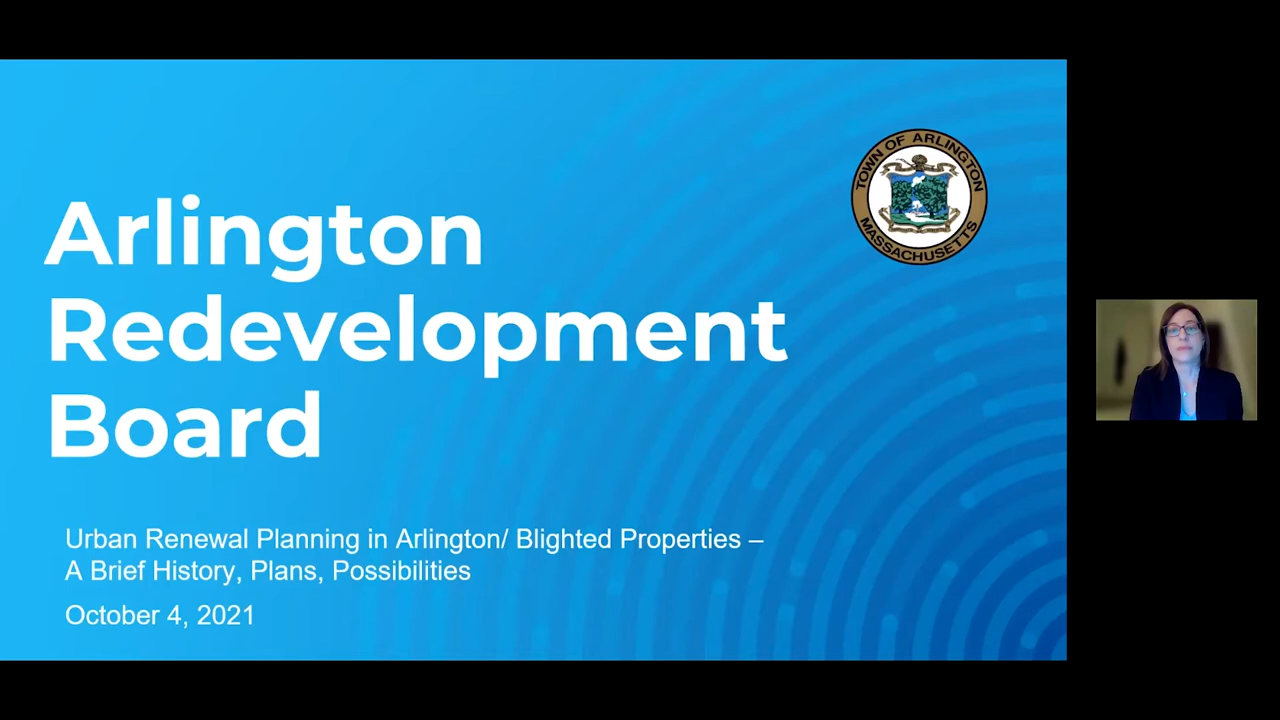 TOWN OF ARLINGTON
MASSACHUSETTS
Arlington
Redevelopment
Board
Urban Renewal Planning in Arlington/ Blighted Properties –
A Brief History, Plans, Possibilities
October 4, 2021